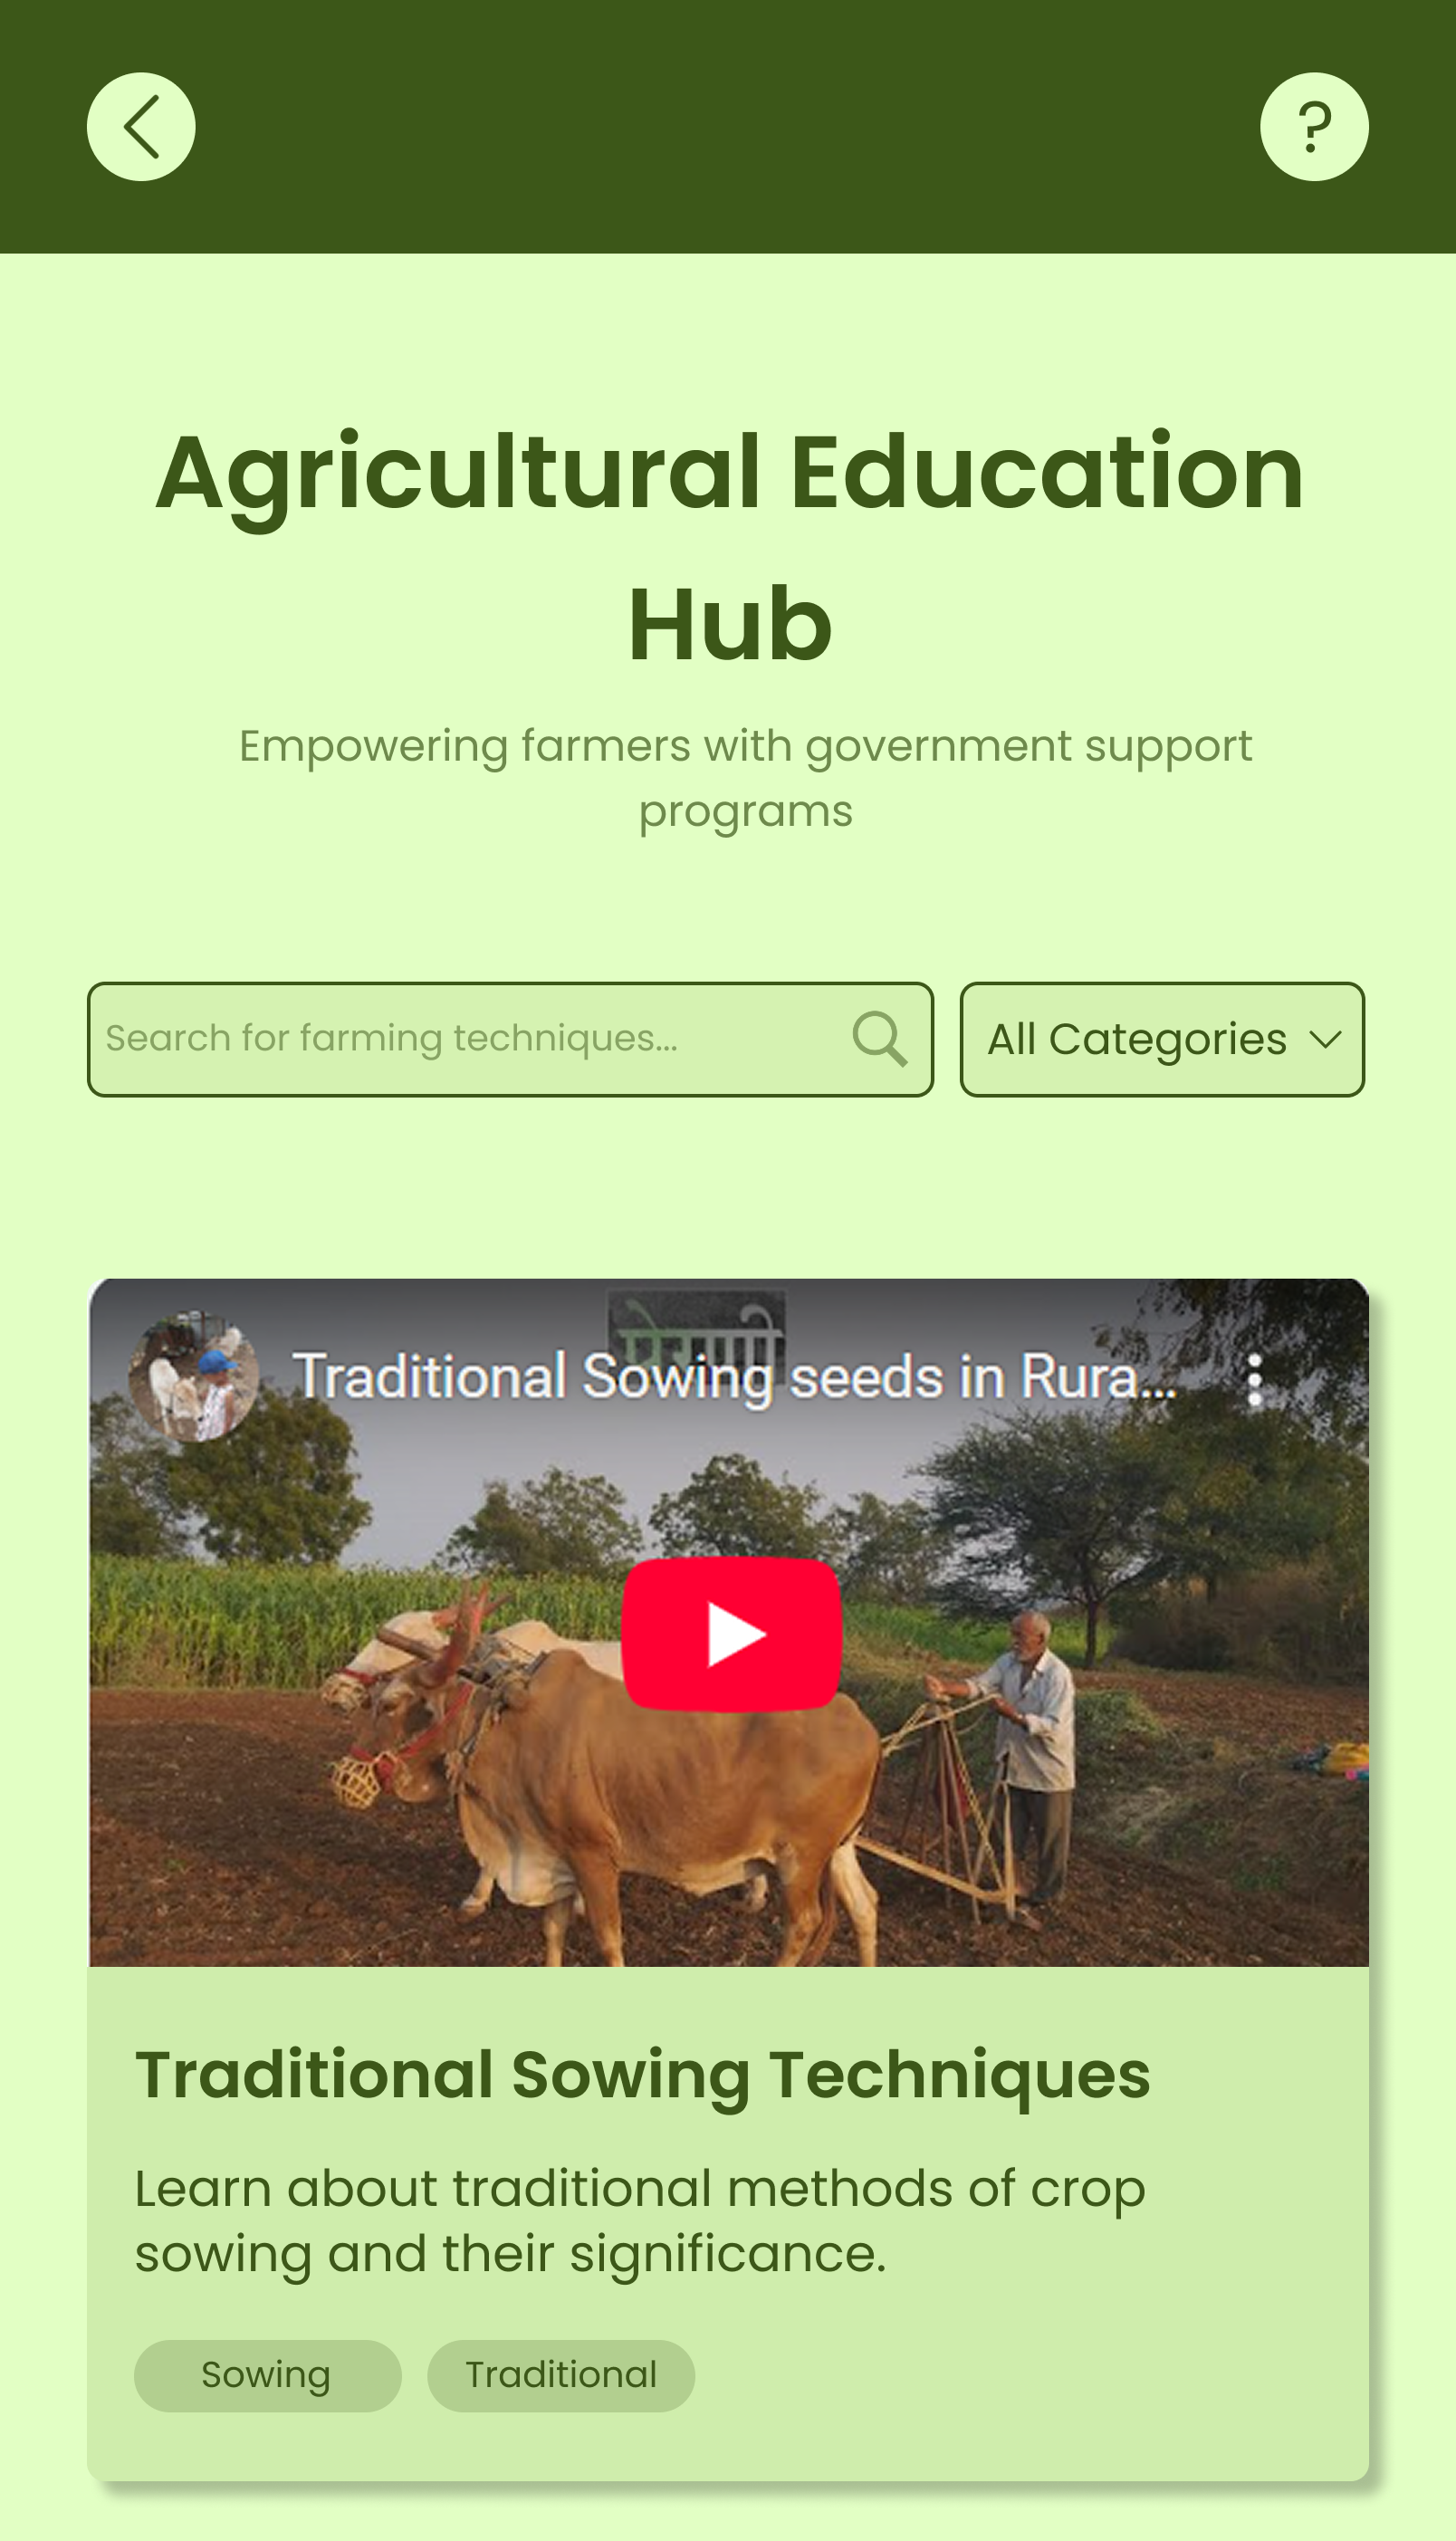 ?
Agricultural Education
Hub
Empowering farmers with government support
programs
Search for farming techniques...
All Categories
Traditional Sowing seeds in Rura...
Traditional Sowing Techniques
Learn about traditional methods of crop
sowing and their significance.
Sowing
Traditional